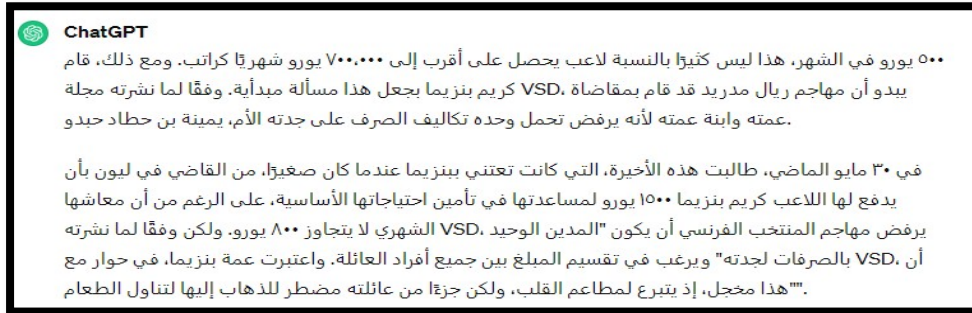 ChatGPT
٥٠٠ يورو في الشهر، هذا ليس كثيرًا بالنسبة لاعب يحصل على أقرب إلى ٧٠٠،٠٠٠ يورو شهريًا كراتب. ومع ذلك، قام
يبدو أن مهاجم ريال مدريد قد قام بمقاضاة ،VSD كريم بنزيما بجعل هذا مسألة مبدأية. وفقًا لما نشرته مجلة
.عمته وابنة عمته لأنه يرفض تحمل وحده تكاليف الصرف على جدته الأم، يمينة بن حطاد حبدو
في ٣٠ مايو الماضي، طالبت هذه الأخيرة، التي كانت تعتني ببنزيما عندما كان صغيرًا، من القاضي في ليون بأن
يدفع لها اللاعب كريم بنزيما ١٥٠٠ يورو لمساعدتها في تأمين احتياجاتها الأساسية، على الرغم من أن معاشها
يرفض مهاجم المنتخب الفرنسي أن يكون "المدين الوحيد ،VSD الشهري لا يتجاوز ٨٠٠ يورو. ولكن وفقًا لما نشرته
أن ،VSD بالصرفات لجدته" ويرغب في تقسيم المبلغ بين جميع أفراد العائلة. واعتبرت عمة بنزيما، في حوار مع
.""هذا مخجل، إذ يتبرع لمطاعم القلب، ولكن جزءًا من عائلته مضطر للذهاب إليها لتناول الطعام